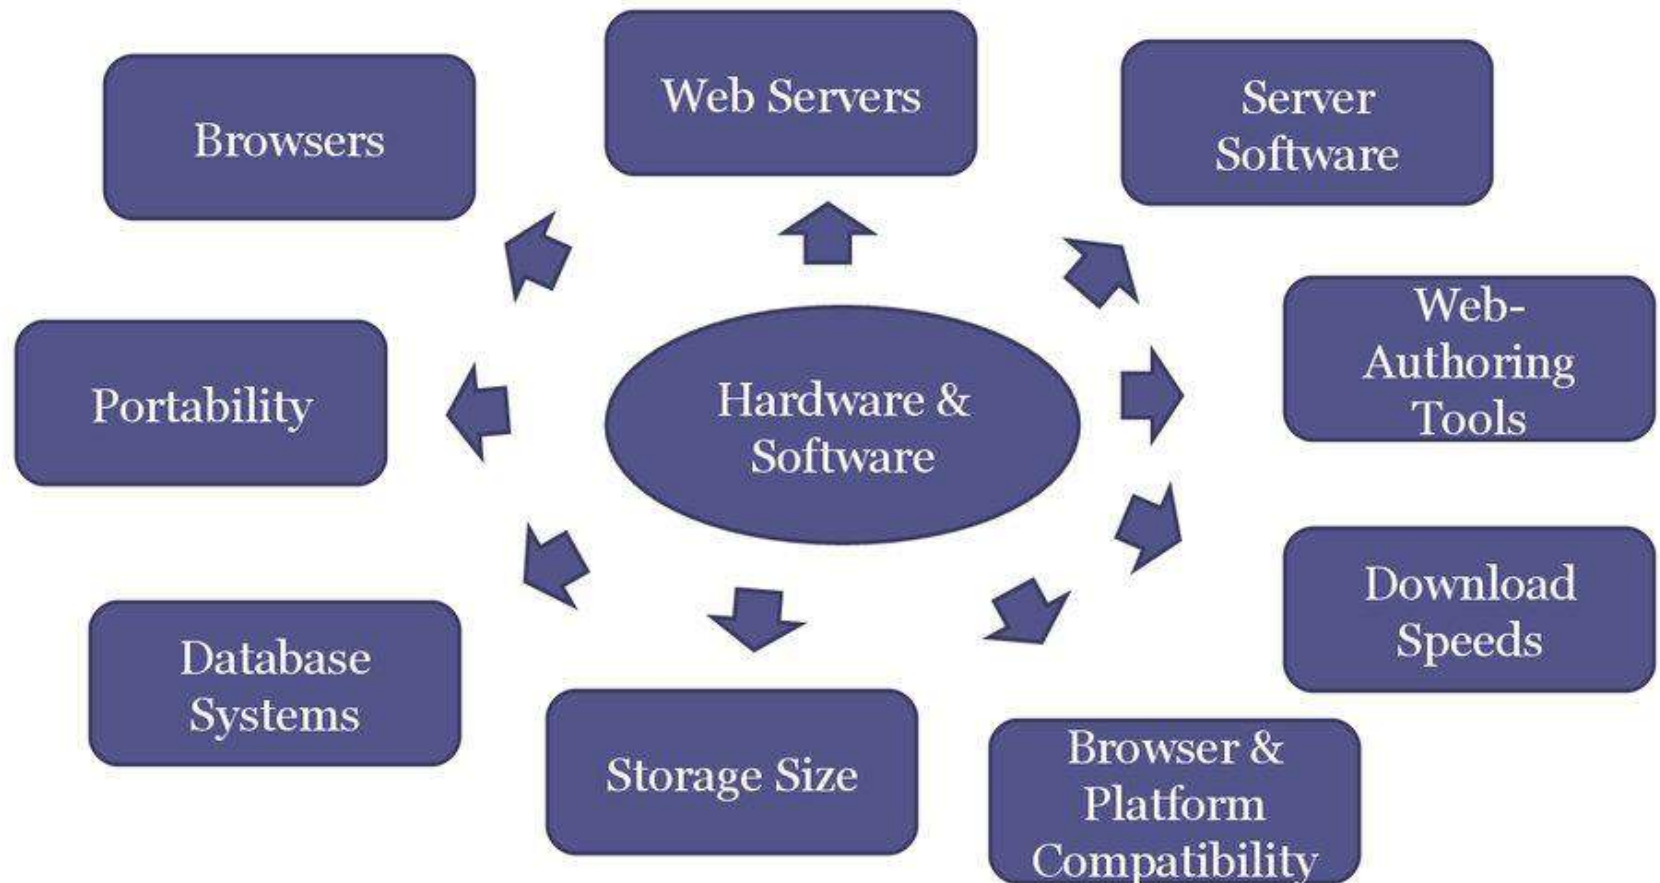 Web Servers
Browsers
Server
Software
Web-
Authoring
Tools
Portability
Hardware &
Software
Download
Speeds
Database
Systems
Storage Size
Browser &
Platform
Compatibility